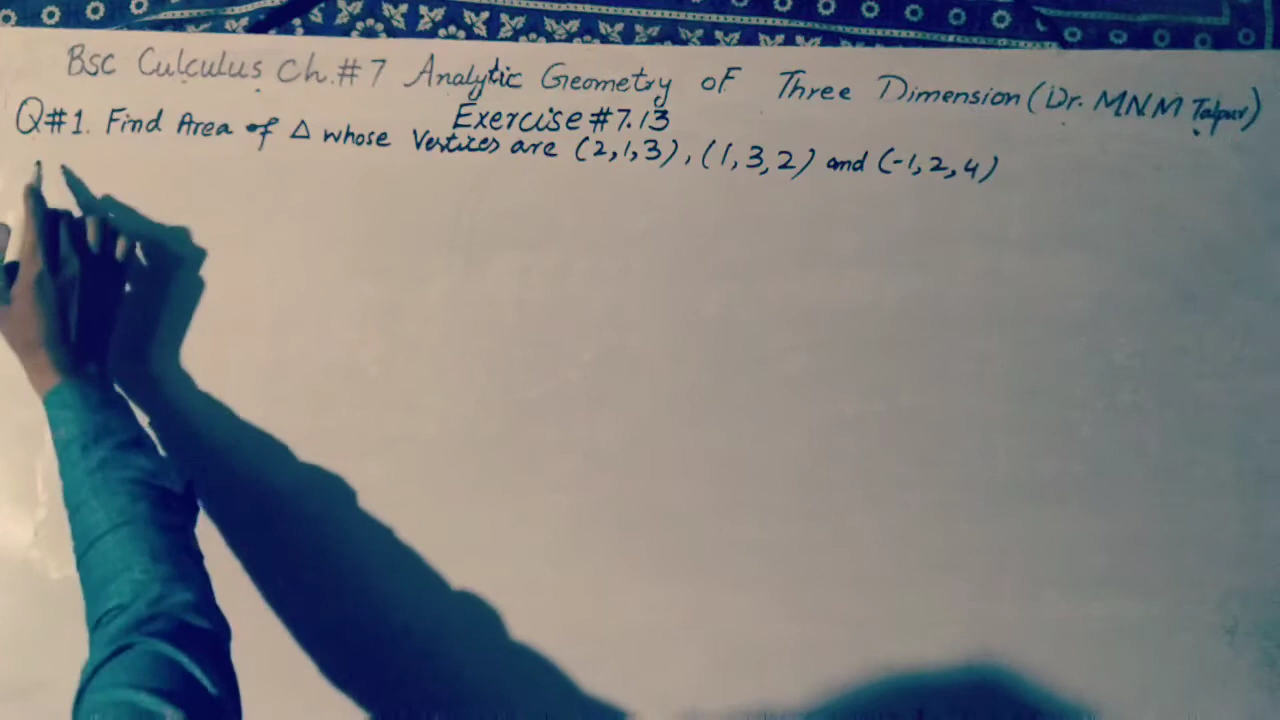 Bsc Culculus Ch.#7 Analytic Geometry of Three Dimension (Dr. MNM Talpur)
Exercise #7.13
Q#1. Find Area of Δ whose Vertices are (2,1,3), (1,3,2) and (-1,2,4)